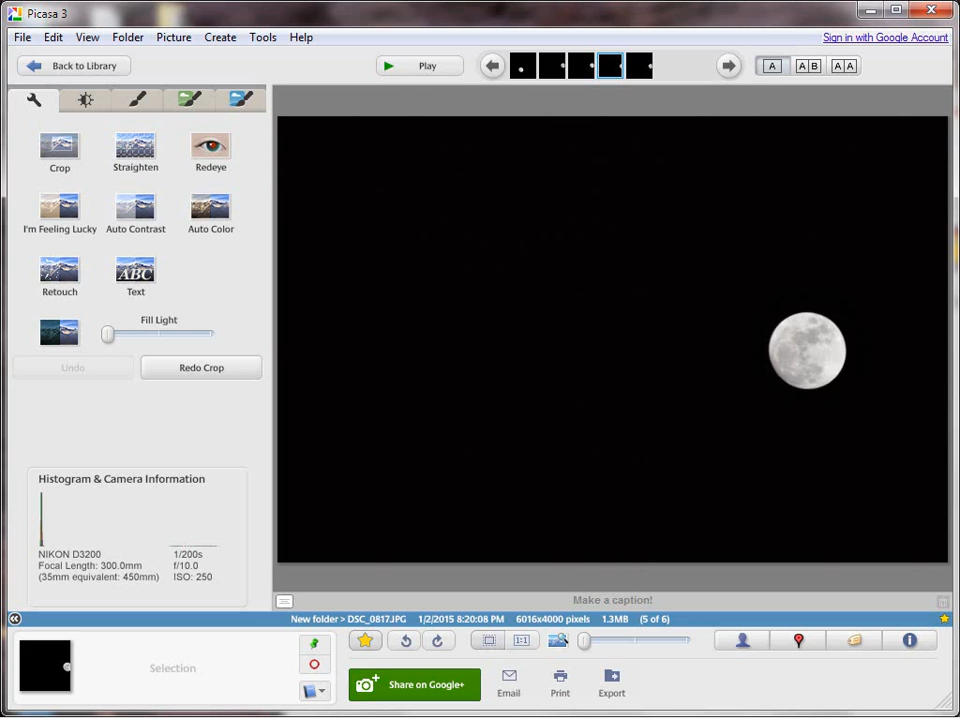 Picasa 3
File Edit View Folder Picture Create Tools Help
Sign in with Google Account
Back to Library
Play
A
A B
A A
Crop
Straighten
Redeye
I'm Feeling Lucky
Auto Contrast
Auto Color
Retouch
ABC
Text
Fill Light
Undo
Redo Crop
Histogram & Camera Information
NIKON D3200 1/200s
Focal Length: 300.0mm f/10.0
(35mm equivalent: 450mm) ISO: 250
Make a caption!
New folder > DSC_0817.JPG 1/2/2015 8:20:08 PM 6016x4000 pixels 1.3MB (5 of 6)
1:1
Selection
Share on Google+
Email
Print
Export